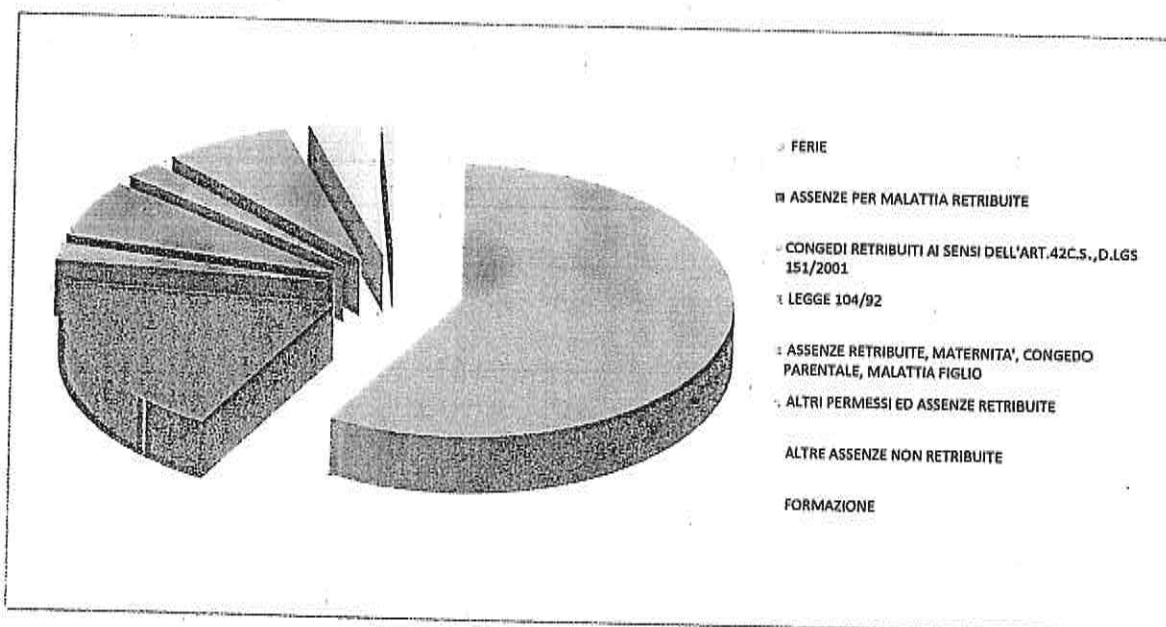 FERIE
ASSENZE PER MALATTIA RETRIBUITE
CONGEDI RETRIBUITI AI SENSI DELL'ART.42C.5.,D.LGS
151/2001
LEGGE 104/92
ASSENZE RETRIBUITE, MATERNITA', CONGEDO
PARENTALE, MALATTIA FIGLIO
ALTRI PERMESSI ED ASSENZE RETRIBUITE
ALTRE ASSENZE NON RETRIBUITE
FORMAZIONE